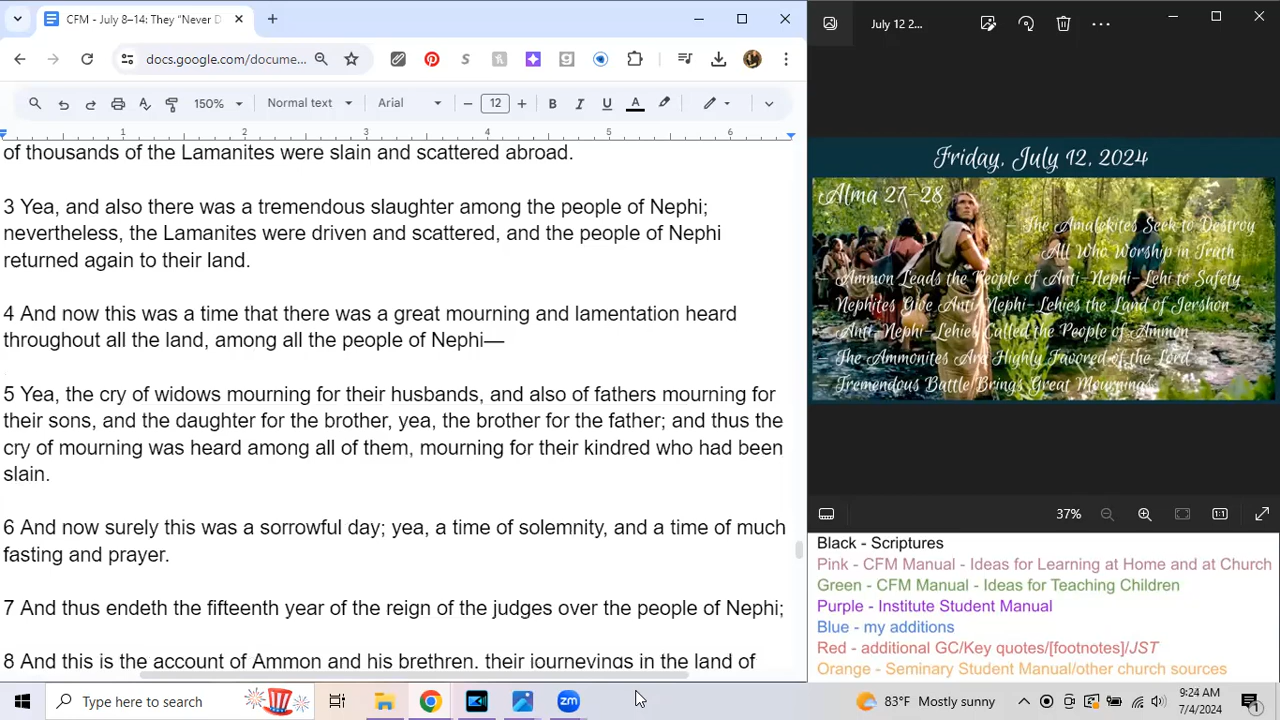 CFM - July 8–14: They “Never D
docs.google.com/docume...
150%
Normal text
Arial
12
B
I
U
A
1
2
3
4
5
6
of thousands of the Lamanites were slain and scattered abroad.
3 Yea, and also there was a tremendous slaughter among the people of Nephi;
nevertheless, the Lamanites were driven and scattered, and the people of Nephi
returned again to their land.
4 And now this was a time that there was a great mourning and lamentation heard
throughout all the land, among all the people of Nephi—
5 Yea, the cry of widows mourning for their husbands, and also of fathers mourning for
their sons, and the daughter for the brother, yea, the brother for the father; and thus the
cry of mourning was heard among all of them, mourning for their kindred who had been
slain.
6 And now surely this was a sorrowful day; yea, a time of solemnity, and a time of much
fasting and prayer.
7 And thus endeth the fifteenth year of the reign of the judges over the people of Nephi;
8 And this is the account of Ammon and his brethren, their journeyings in the land of
July 12 2...
Friday, July 12, 2024
Alma 27-28
- The Amalekites Seek to Destroy
All Who Worship in Truth
- Ammon Leads the People of Anti-Nephi-Lehi to Safety
- Nephites Give Anti-Nephi-Lehies the Land of Jershon
- Anti-Nephi-Lehies Called the People of Ammon
- The Ammonites Are Highly Favored of the Lord
- Tremendous Battle Brings Great Mournings
37%
1:1
Black - Scriptures
Pink - CFM Manual - Ideas for Learning at Home and at Church
Green - CFM Manual - Ideas for Teaching Children
Purple - Institute Student Manual
Blue - my additions
Red - additional GC/Key quotes/[footnotes]/JST
Orange - Seminary Student Manual/other church sources
Type here to search
zm
83°F Mostly sunny
9:24 AM
7/4/2024
1